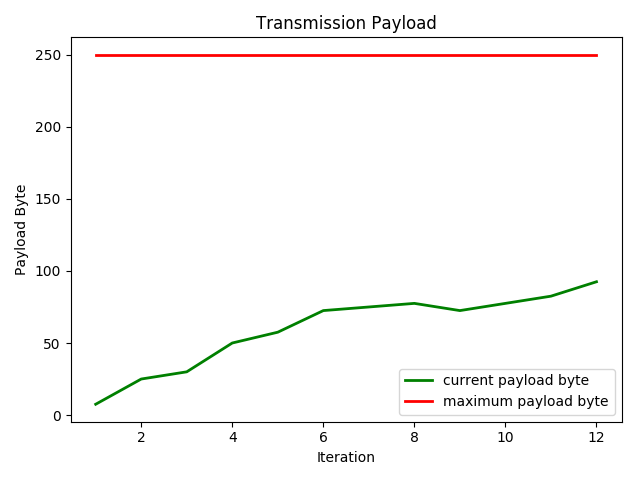 Transmission Payload
250
200
150
100
50
0
Payload Byte
current payload byte
maximum payload byte
2 4 6 8 10 12
Iteration